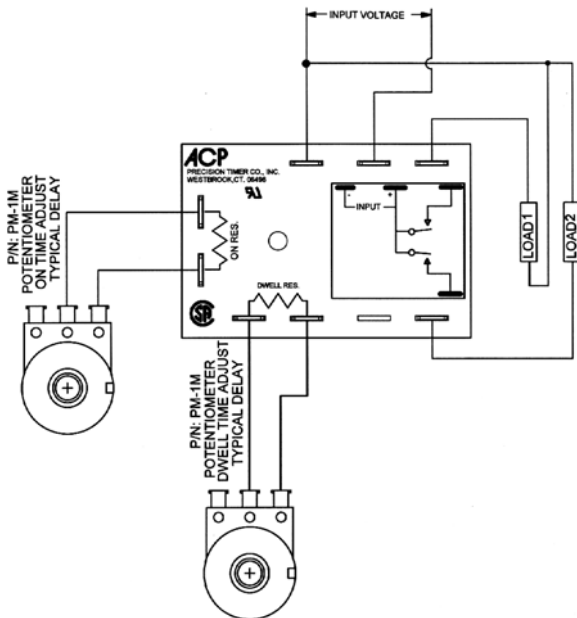 INPUT VOLTAGE
ACP
PRECISION TIMER CO., INC.
WESTBROCK, CT. 06498
- +
INPUT
ON RES.
DWELL RES.
LOAD1
LOAD2
P/N: PM-1M
POTENTIOMETER
ON TIME ADJUST
TYPICAL DELAY
P/N: PM-1M
POTENTIOMETER
DWELL TIME ADJUST
TYPICAL DELAY